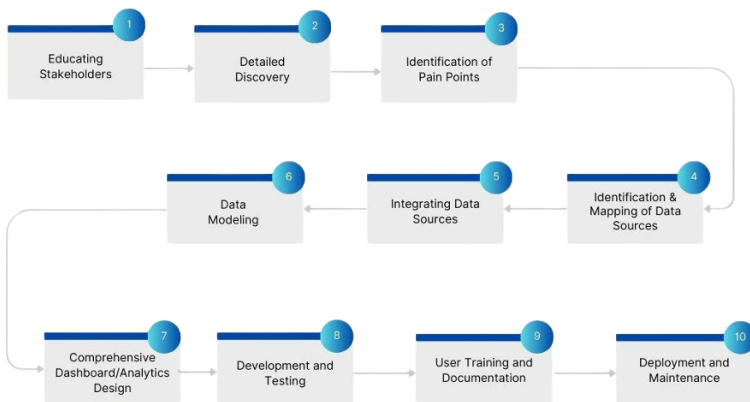 1
Educating
Stakeholders
2
Detailed
Discovery
3
Identification of
Pain Points
4
Identification &
Mapping of Data
Sources
5
Integrating Data
Sources
6
Data
Modeling
7
Comprehensive
Dashboard/Analytics
Design
8
Development and
Testing
9
User Training and
Documentation
10
Deployment and
Maintenance